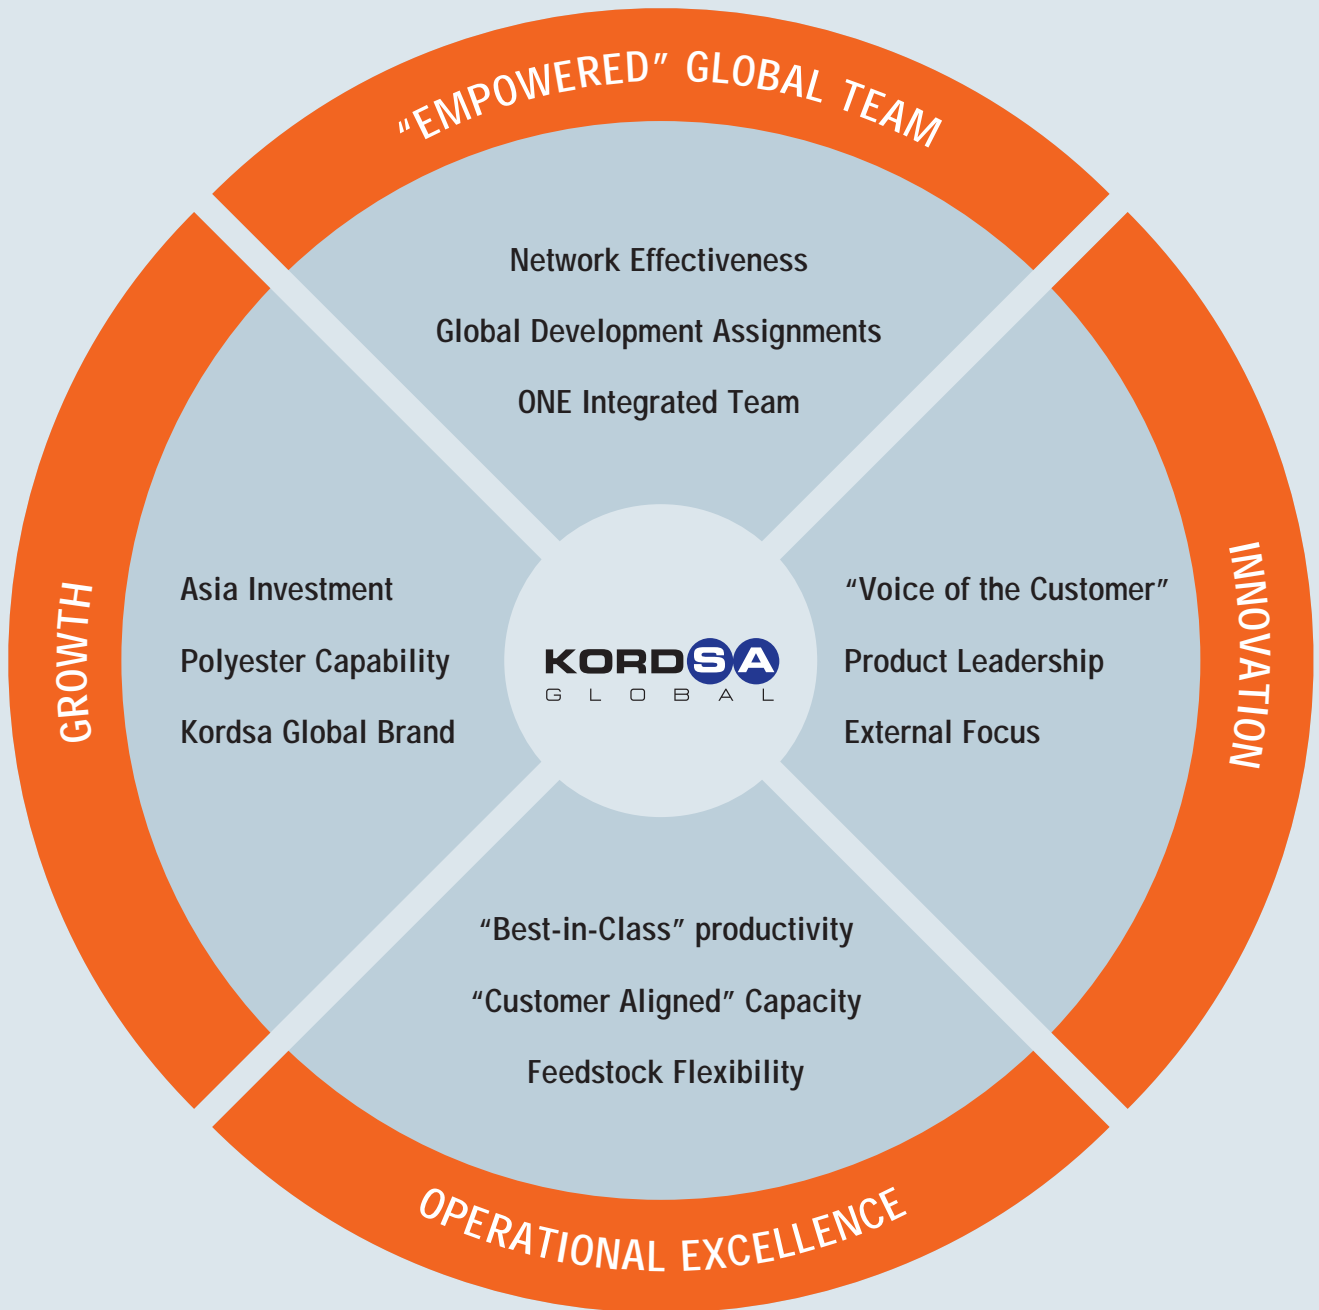 “EMPOWERED” GLOBAL TEAM
Network Effectiveness
Global Development Assignments
ONE Integrated Team
GROWTH
Asia Investment
Polyester Capability
Kordsa Global Brand
KORDSA
GLOBAL
“Voice of the Customer”
Product Leadership
External Focus
INNOVATION
“Best-in-Class” productivity
“Customer Aligned” Capacity
Feedstock Flexibility
OPERATIONAL EXCELLENCE